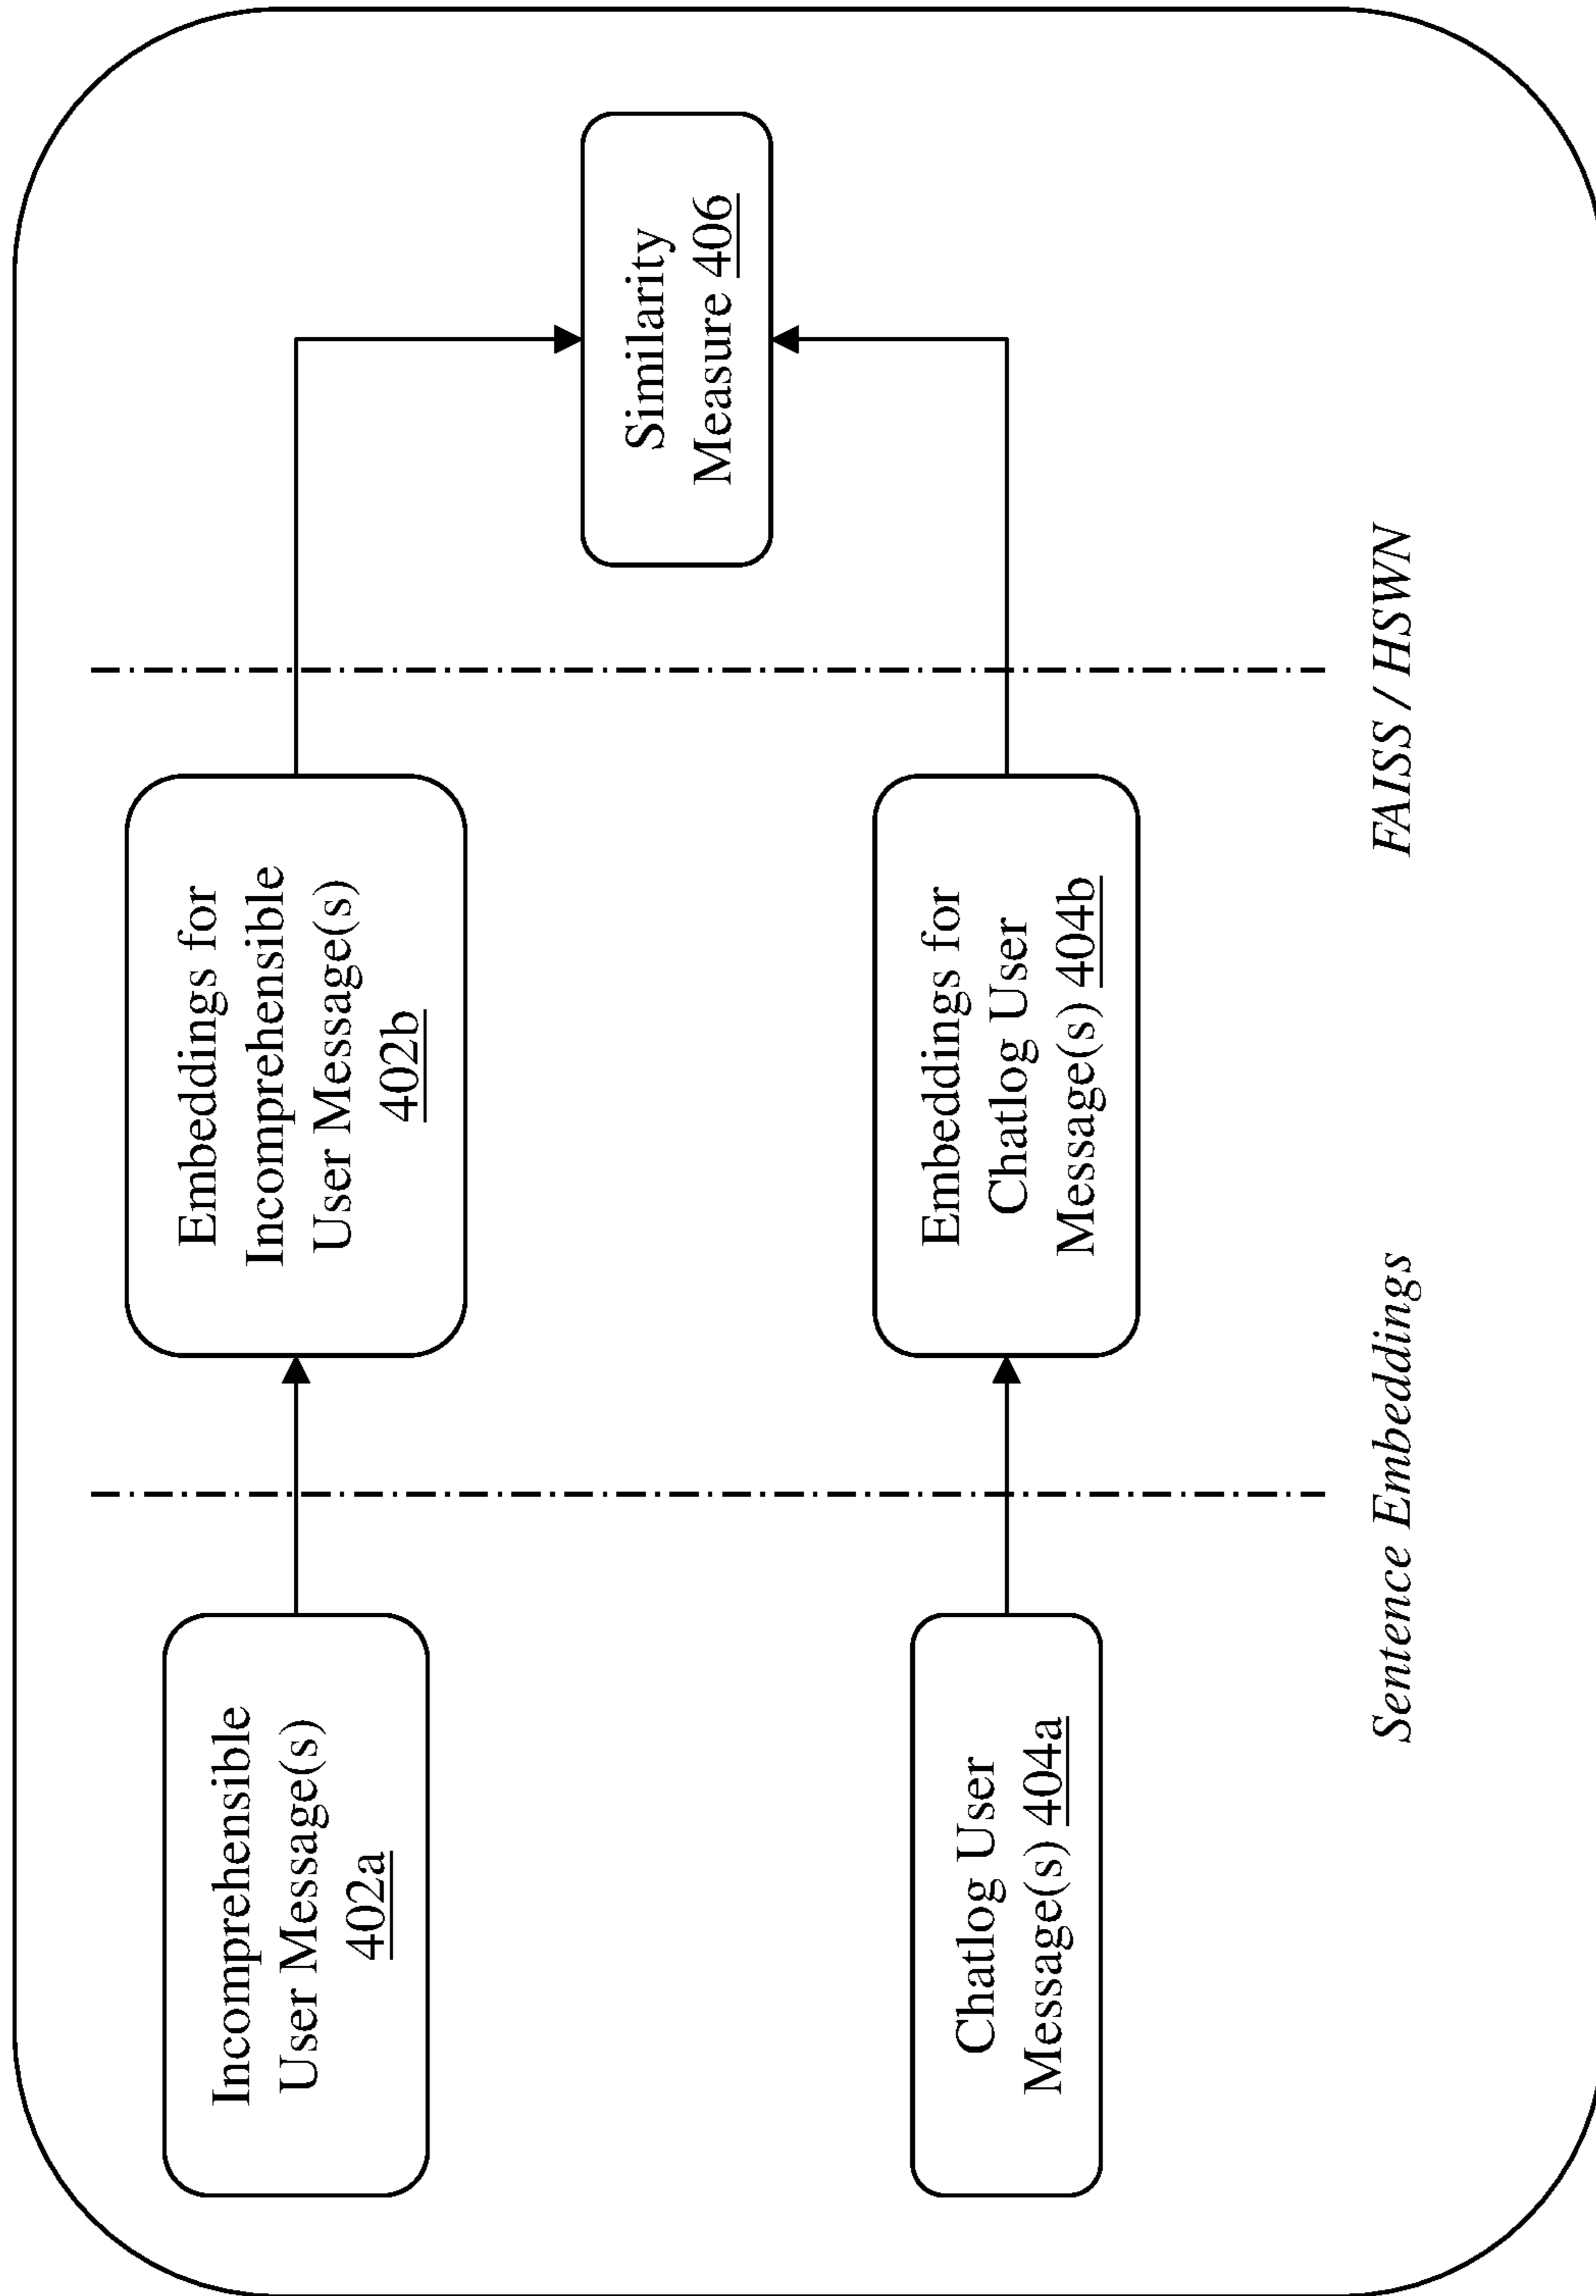 Incomprehensible
User Message(s)
402a
Embeddings for
Incomprehensible
User Message(s)
402b
Similarity
Measure 406
Chatlog User
Message(s) 404a
Embeddings for
Chatlog User
Message(s) 404b
Sentence Embeddings
FAISS / HSWN